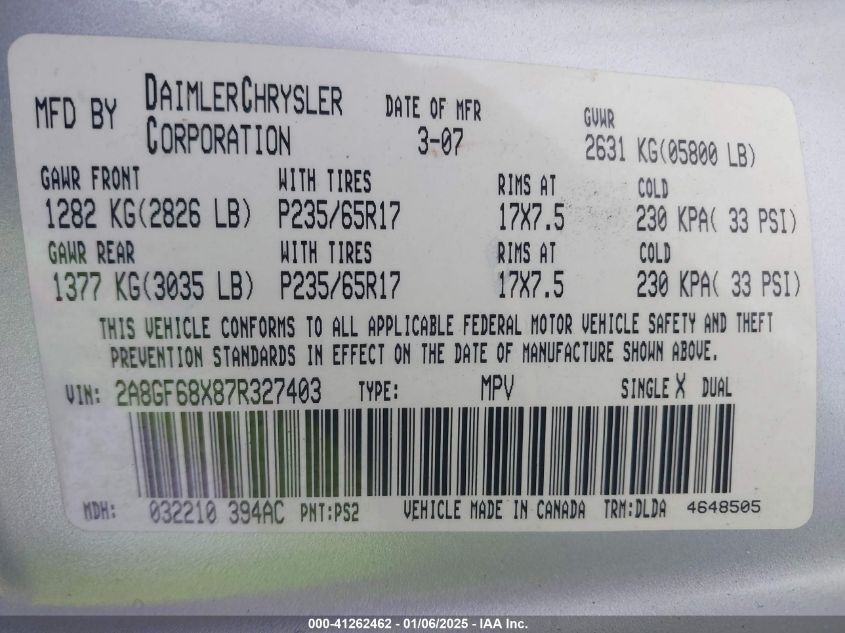 MFD BY DAIMLERCHRYSLER CORPORATION DATE OF MFR 3-07 GVWR 2631 KG(05800 LB)
GAWR FRONT WITH TIRES RIMS AT COLD
1282 KG(2826 LB) P235/65R17 17X7.5 230 KPA( 33 PSI)
GAWR REAR WITH TIRES RIMS AT COLD
1377 KG(3035 LB) P235/65R17 17X7.5 230 KPA( 33 PSI)
THIS VEHICLE CONFORMS TO ALL APPLICABLE FEDERAL MOTOR VEHICLE SAFETY AND THEFT
PREVENTION STANDARDS IN EFFECT ON THE DATE OF MANUFACTURE SHOWN ABOVE.
VIN: 2A8GF68X87R327403 TYPE: MPV SINGLE X DUAL
MDH: 032210 394AC PNT:PS2 VEHICLE MADE IN CANADA TRM:DLDA 4648505
000-41262462 - 01/06/2025 - IAA Inc.